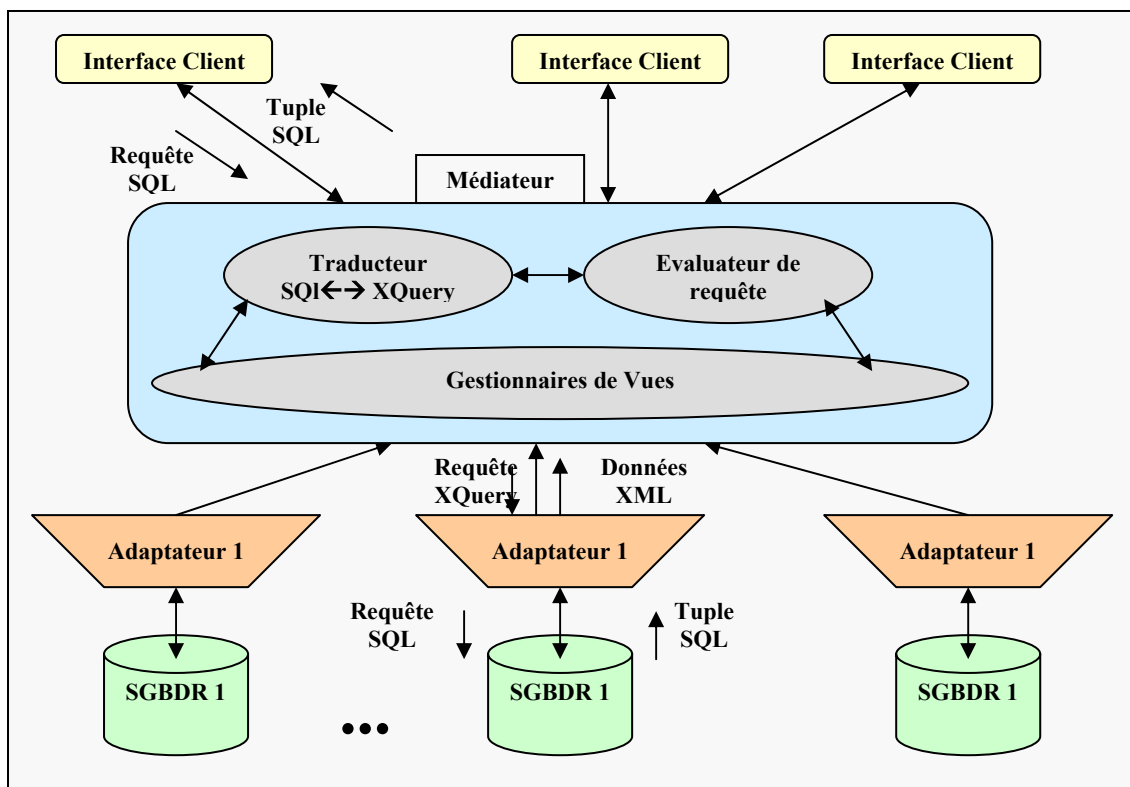 Interface Client
Interface Client
Interface Client
Tuple
SQL
Requête
SQL
Médiateur
Traducteur
SQl←→ XQuery
Evaluateur de
requête
Gestionnaires de Vues
Requête
XQuery
Données
XML
Adaptateur 1
Adaptateur 1
Adaptateur 1
Requête
SQL
Tuple
SQL
SGBDR 1
SGBDR 1
SGBDR 1
•••